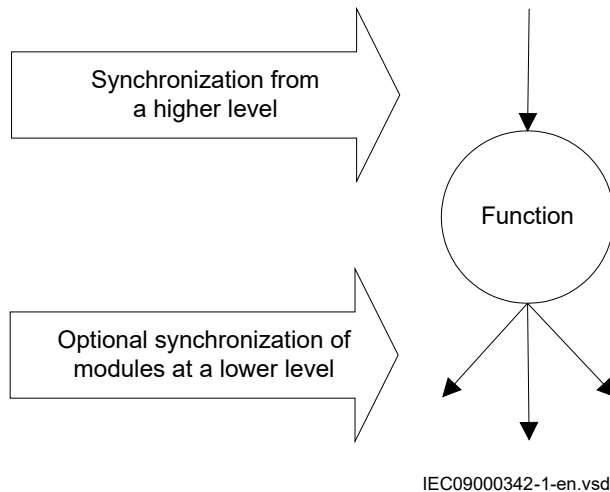 Synchronization from
a higher level
Function
Optional synchronization of
modules at a lower level
IEC09000342-1-en.vsd